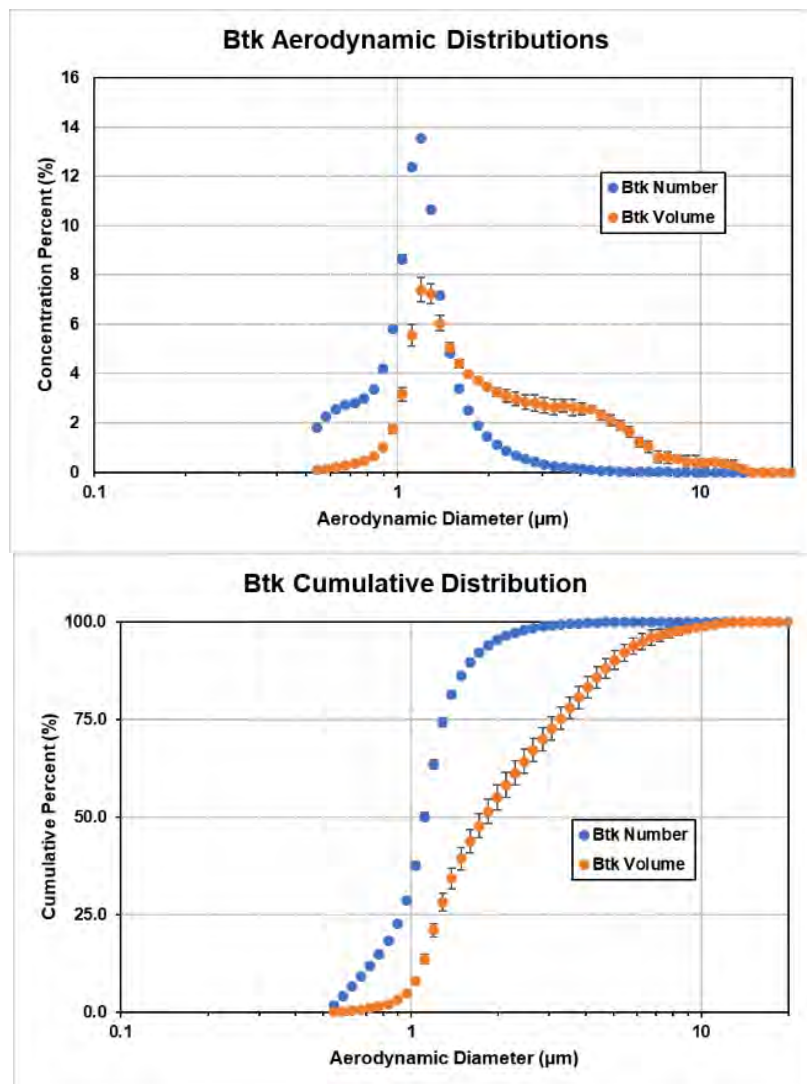 Btk Aerodynamic Distributions
16
14
12
10
8
6
4
2
0
Concentration Percent (%)
Btk Number
Btk Volume
0.1
1
10
Aerodynamic Diameter (µm)
Btk Cumulative Distribution
100.0
75.0
50.0
25.0
0.0
Cumulative Percent (%)
Btk Number
Btk Volume
0.1
1
10
Aerodynamic Diameter (µm)